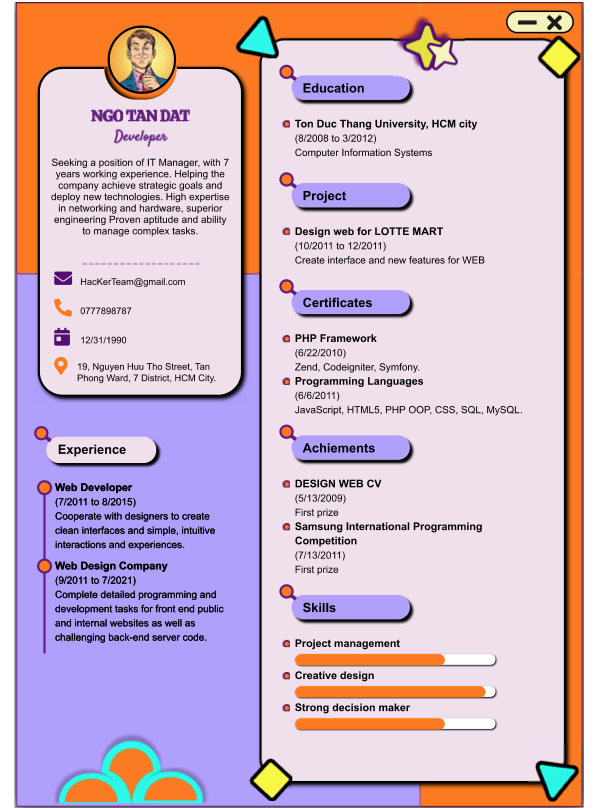 NGO TAN DAT
Developer
Seeking a position of IT Manager, with 7
years working experience. Helping the
company achieve strategic goals and
deploy new technologies. High expertise
in networking and hardware, superior
engineering Proven aptitude and ability
to manage complex tasks.
HacKerTeam@gmail.com
0777898787
12/31/1990
19, Nguyen Huu Tho Street, Tan
Phong Ward, 7 District, HCM City.
Experience
Web Developer
(7/2011 to 8/2015)
Cooperate with designers to create
clean interfaces and simple, intuitive
interactions and experiences.
Web Design Company
(9/2011 to 7/2021)
Complete detailed programming and
development tasks for front end public
and internal websites as well as
challenging back-end server code.
Education
Ton Duc Thang University, HCM city
(8/2008 to 3/2012)
Computer Information Systems
Project
Design web for LOTTE MART
(10/2011 to 12/2011)
Create interface and new features for WEB
Certificates
PHP Framework
(6/22/2010)
Zend, Codeigniter, Symfony.
Programming Languages
(6/6/2011)
JavaScript, HTML5, PHP OOP, CSS, SQL, MySQL.
Achiements
DESIGN WEB CV
(5/13/2009)
First prize
Samsung International Programming
Competition
(7/13/2011)
First prize
Skills
Project management
Creative design
Strong decision maker